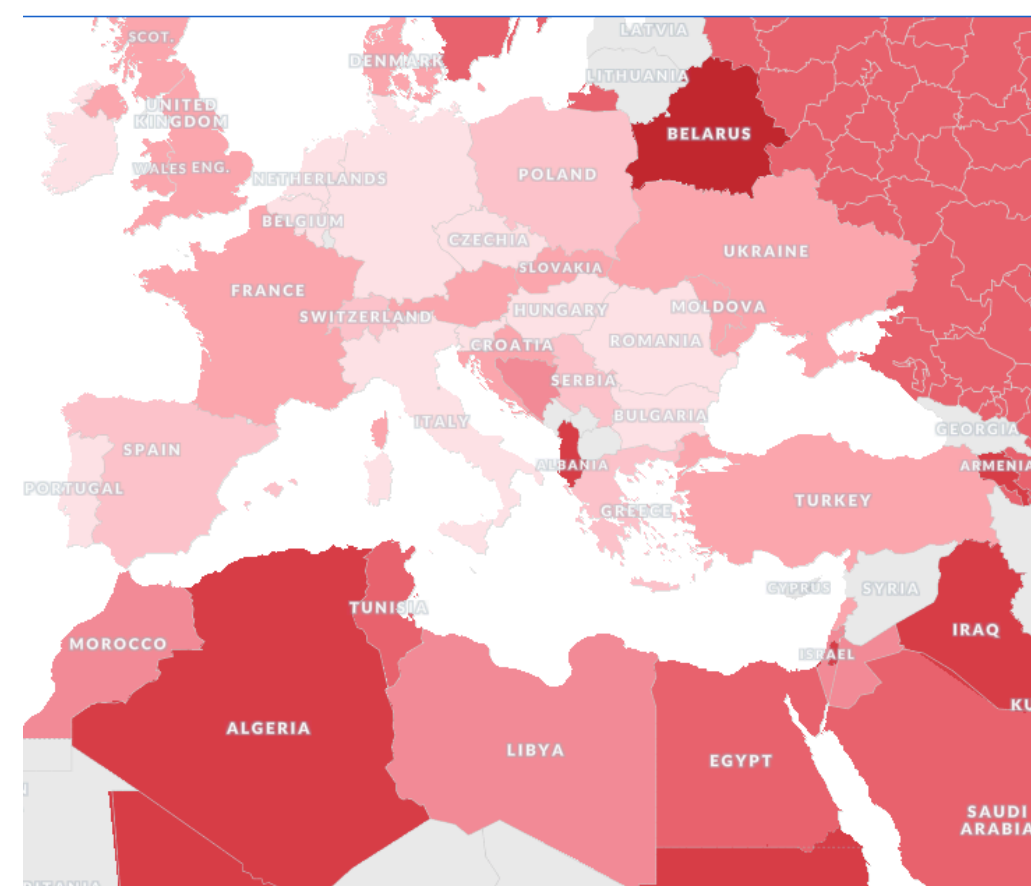 SCOT.
LATVIA
DENMARK
LITHUANIA
UNITED
KINGDOM
BELARUS
WALES ENG.
NETHERLANDS
POLAND
BELGIUM
CZECHIA
UKRAINE
SLOVAKIA
FRANCE
SWITZERLAND
HUNGARY
MOLDOVA
CROATIA
ROMANIA
SERBIA
ITALY
BULGARIA
GEORGIA
SPAIN
ALBANIA
ARMENIA
PORTUGAL
GREECE
TURKEY
CYPRUS
SYRIA
TUNISIA
IRAQ
MOROCCO
ISRAEL
KU
ALGERIA
LIBYA
EGYPT
SAUDI
ARABIA